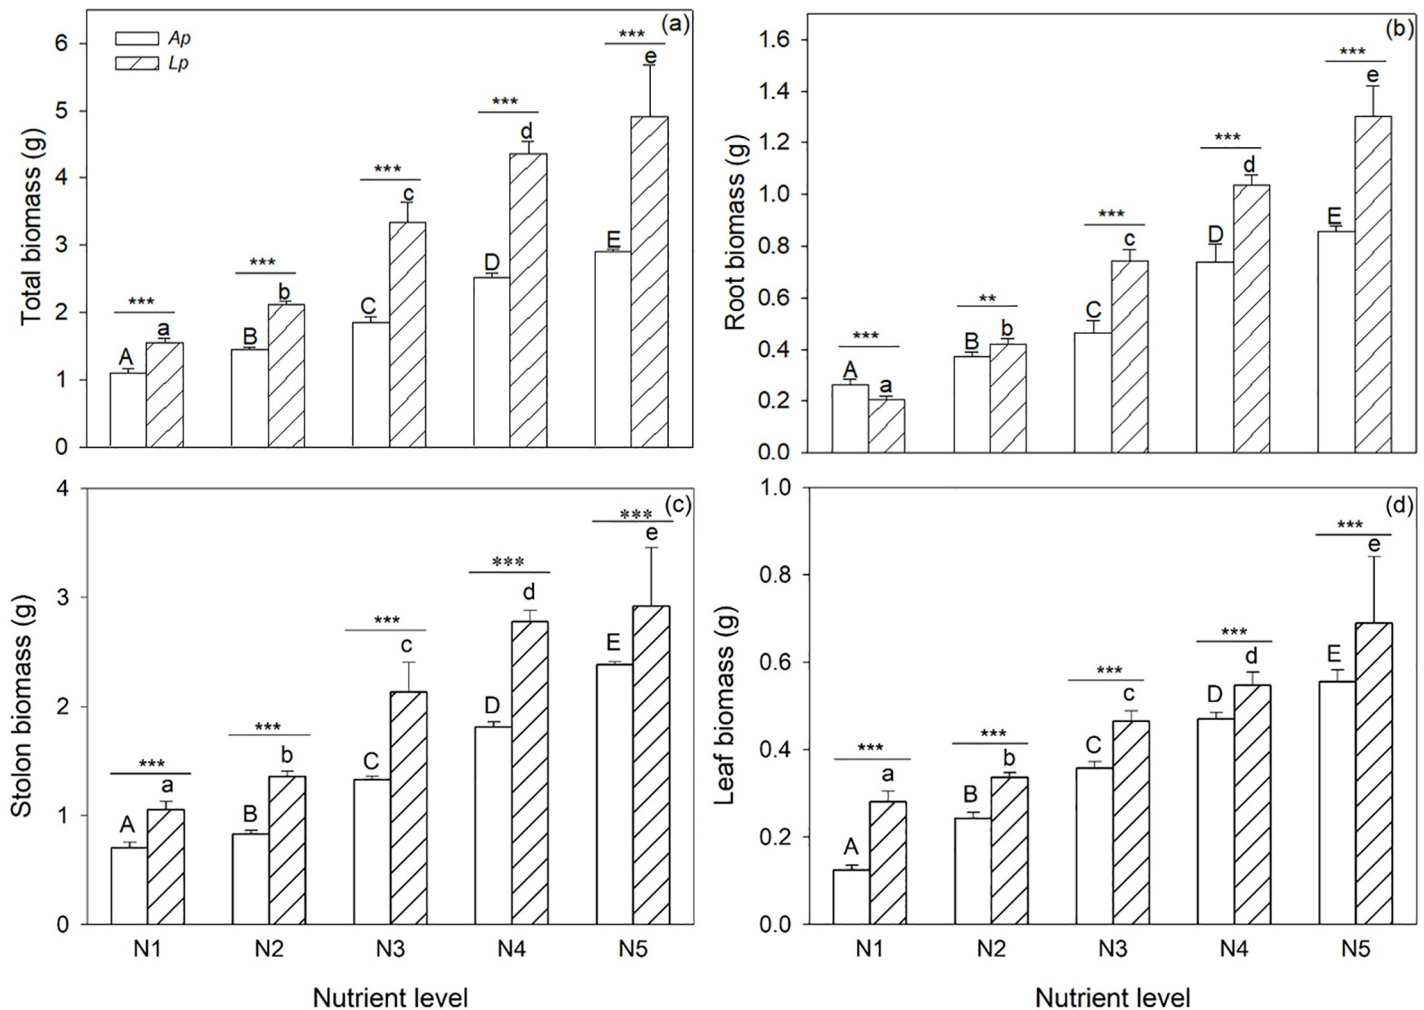 (a)
Ap
Lp
Total biomass (g)
6
5
4
3
2
1
0
***
***
***
***
***
A
a
B
b
C
c
D
d
E
e
(b)
Root biomass (g)
1.6
1.4
1.2
1.0
0.8
0.6
0.4
0.2
0.0
***
**
***
***
***
A
a
B
b
C
c
D
d
E
e
(c)
Stolon biomass (g)
4
3
2
1
0
***
***
***
***
***
A
a
B
b
C
c
D
d
E
e
N1 N2 N3 N4 N5
Nutrient level
(d)
Leaf biomass (g)
1.0
0.8
0.6
0.4
0.2
0.0
***
***
***
***
***
A
a
B
b
C
c
D
d
E
e
N1 N2 N3 N4 N5
Nutrient level